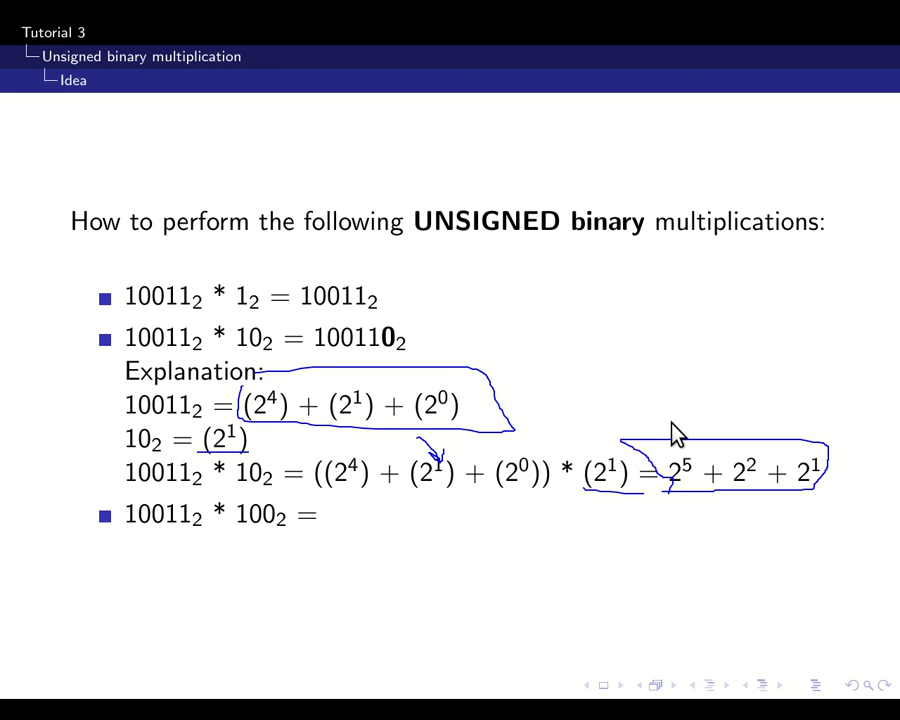 Tutorial 3
Unsigned binary multiplication
Idea
How to perform the following UNSIGNED binary multiplications:
10011₂ * 1₂ = 10011₂
10011₂ * 10₂ = 100110₂
Explanation:
10011₂ = (2⁴) + (2¹) + (2⁰)
10₂ = (2¹)
10011₂ * 10₂ = ((2⁴) + (2¹) + (2⁰)) * (2¹) = 2⁵ + 2² + 2¹
10011₂ * 100₂ =